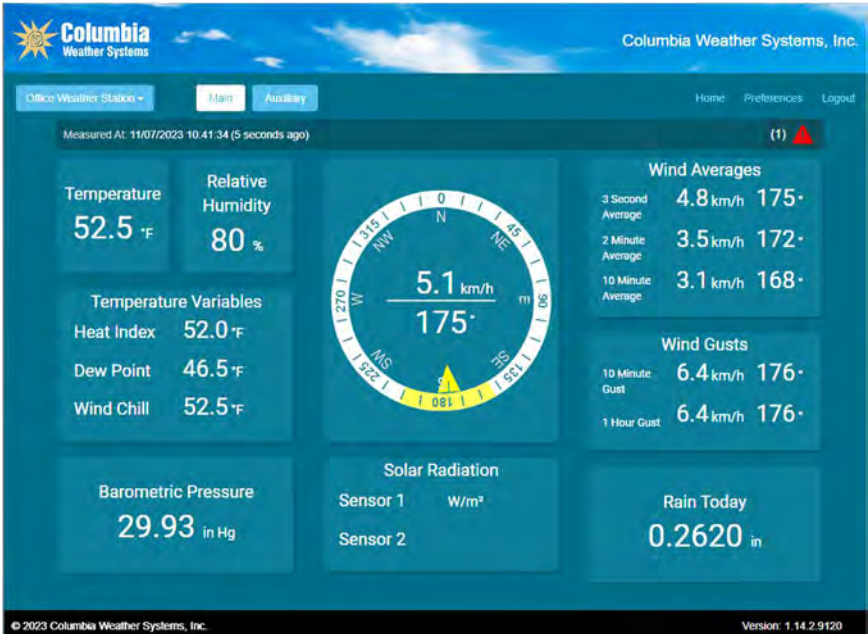 Columbia
Weather Systems
Columbia Weather Systems, Inc.
Office Weather Station
Main
Auxiliary
Home
Preferences
Logout
Measured At: 11/07/2023 10:41:34 (5 seconds ago)
(1)
Temperature
52.5 °F
Relative
Humidity
80 %
Temperature Variables
Heat Index 52.0 °F
Dew Point 46.5 °F
Wind Chill 52.5 °F
Barometric Pressure
29.93 in Hg
0
N
45
NE
90
E
135
SE
180
S
225
SW
270
W
315
NW
5.1 km/h
175°
Solar Radiation
Sensor 1 W/m²
Sensor 2
Wind Averages
3 Second
Average
4.8 km/h 175°
2 Minute
Average
3.5 km/h 172°
10 Minute
Average
3.1 km/h 168°
Wind Gusts
10 Minute
Gust
6.4 km/h 176°
1 Hour Gust 6.4 km/h 176°
Rain Today
0.2620 in
© 2023 Columbia Weather Systems, Inc.
Version: 1.14.2.9120